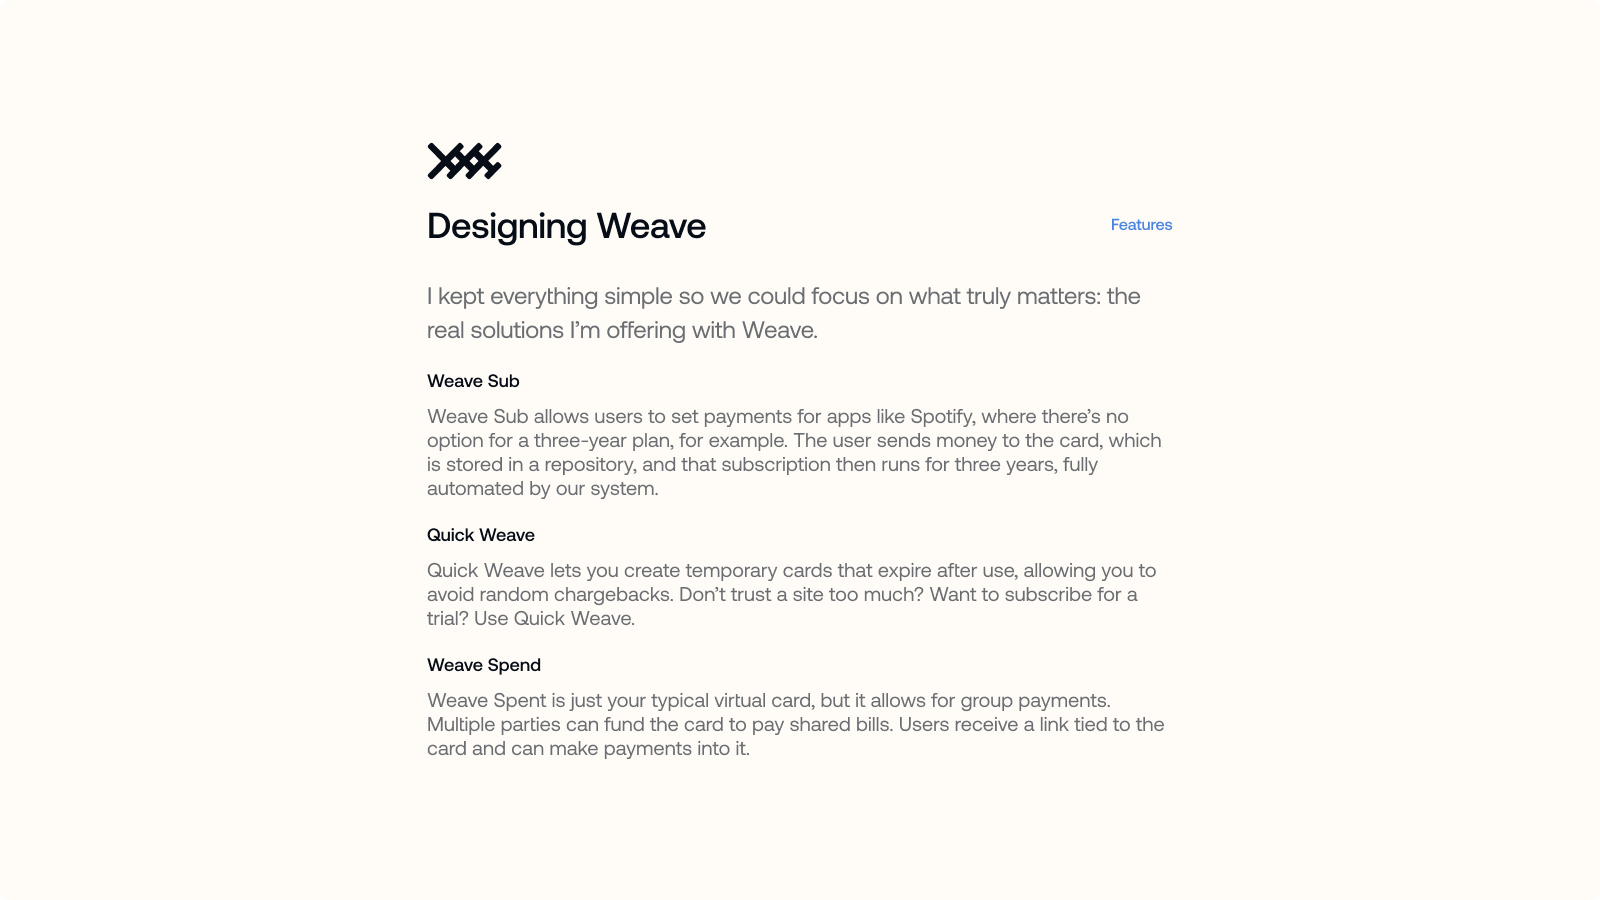 Designing Weave
Features
I kept everything simple so we could focus on what truly matters: the
real solutions I’m offering with Weave.
Weave Sub
Weave Sub allows users to set payments for apps like Spotify, where there’s no
option for a three-year plan, for example. The user sends money to the card, which
is stored in a repository, and that subscription then runs for three years, fully
automated by our system.
Quick Weave
Quick Weave lets you create temporary cards that expire after use, allowing you to
avoid random chargebacks. Don’t trust a site too much? Want to subscribe for a
trial? Use Quick Weave.
Weave Spend
Weave Spent is just your typical virtual card, but it allows for group payments.
Multiple parties can fund the card to pay shared bills. Users receive a link tied to the
card and can make payments into it.